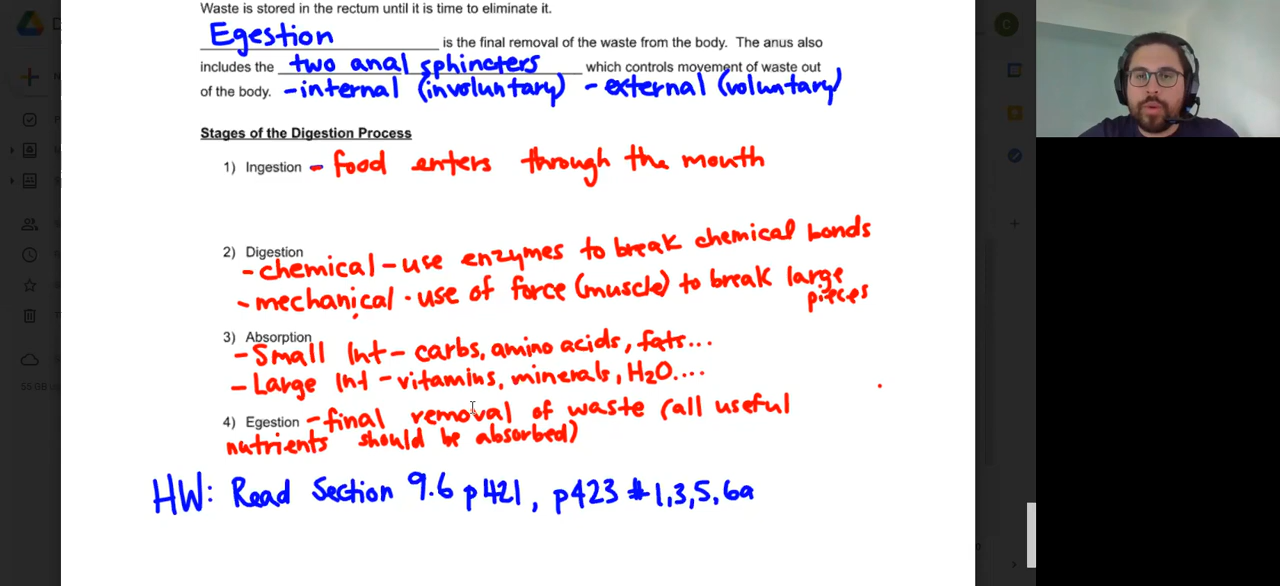 Waste is stored in the rectum until it is time to eliminate it.
Egestion is the final removal of the waste from the body. The anus also
includes the two anal sphincters which controls movement of waste out
of the body. -internal (involuntary) -external (voluntary)
Stages of the Digestion Process
1) Ingestion - food enters through the mouth
2) Digestion
-chemical-use enzymes to break chemical bonds
-mechanical-use of force (muscle) to break large
pieces
3) Absorption
-Small Int- carbs, amino acids, fats...
-Large Int-vitamins, minerals, H2O....
4) Egestion -final removal of waste (all useful
nutrients should be absorbed)
HW: Read Section 9.6 p421, p423 #1,3,5,6a
C